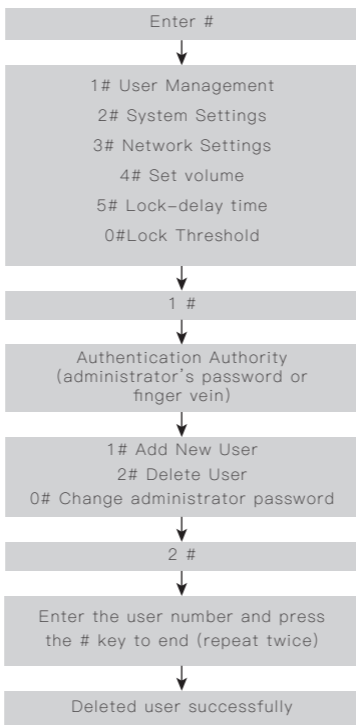 Enter #
1# User Management
2# System Settings
3# Network Settings
4# Set volume
5# Lock-delay time
0#Lock Threshold
1 #
Authentication Authority
(administrator's password or
finger vein)
1# Add New User
2# Delete User
0# Change administrator password
2 #
Enter the user number and press
the # key to end (repeat twice)
Deleted user successfully